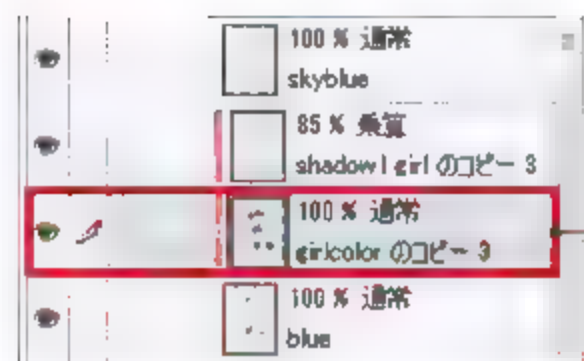 100 % 通常
skyblue
85 % 乗算
shadow1 girl のコピー 3
100 % 通常
girlcolor のコピー 3
100 % 通常
blue